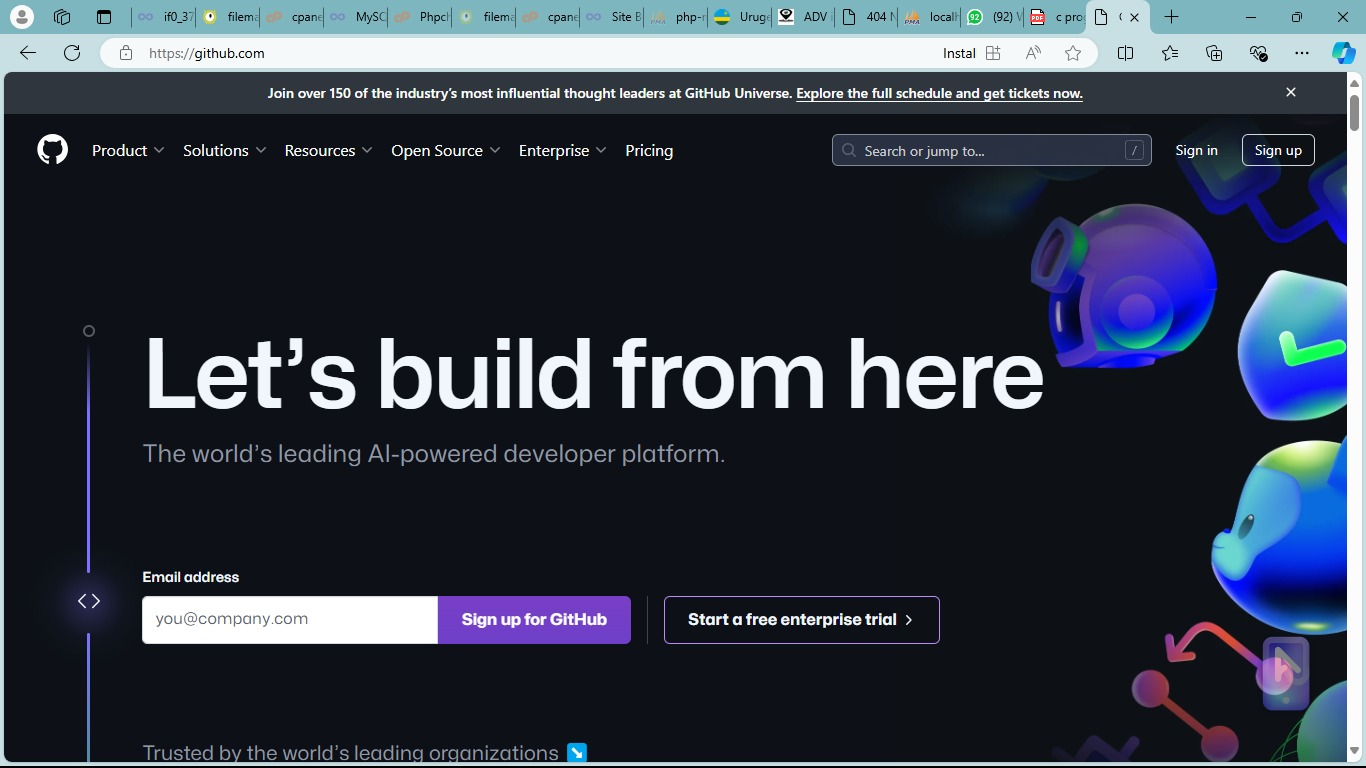 if0_37 filema cpane MySQ Phpch filema cpane Site B php-r Uruge ADV i 404 N localh (92) W c pro
https://github.com Instal
Join over 150 of the industry's most influential thought leaders at GitHub Universe. Explore the full schedule and get tickets now.
Product Solutions Resources Open Source Enterprise Pricing Search or jump to... / Sign in Sign up
Let's build from here
The world's leading AI-powered developer platform.
Email address
you@company.com Sign up for GitHub Start a free enterprise trial
Trusted by the world's leading organizations